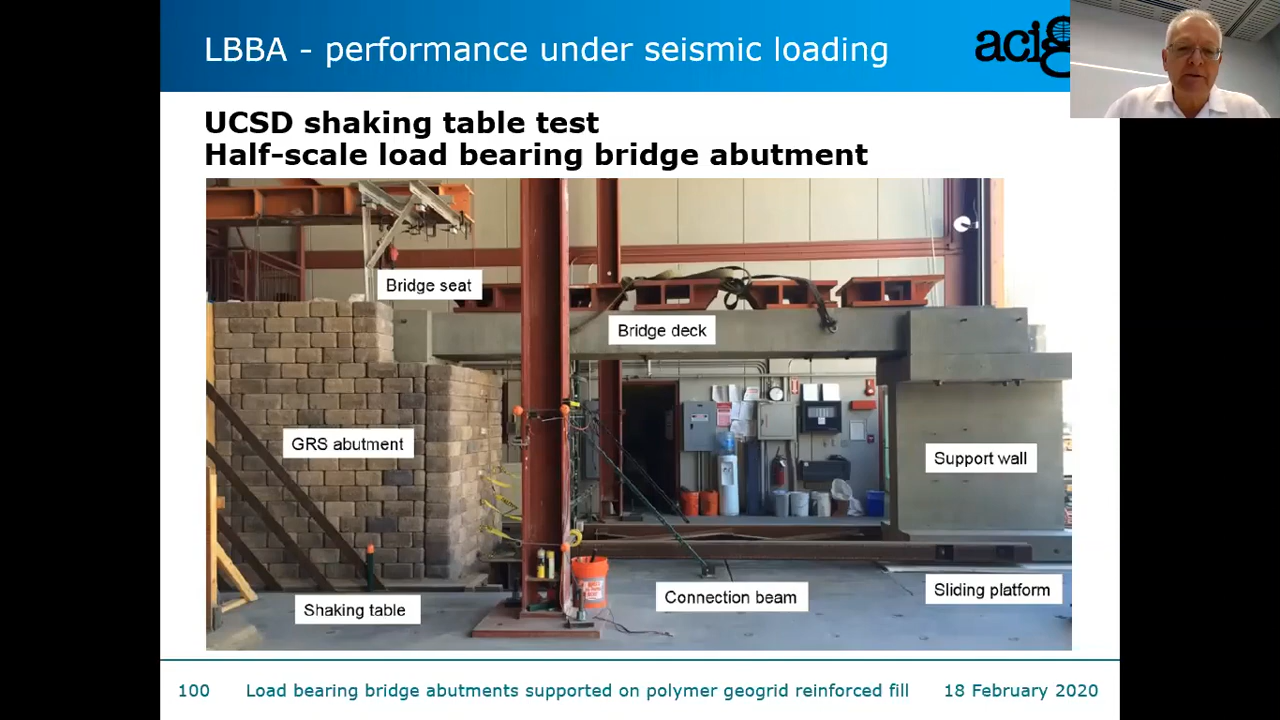 LBBA - performance under seismic loading
acig
UCSD shaking table test
Half-scale load bearing bridge abutment
Bridge seat
Bridge deck
GRS abutment
Support wall
Shaking table
Connection beam
Sliding platform
100 Load bearing bridge abutments supported on polymer geogrid reinforced fill 18 February 2020